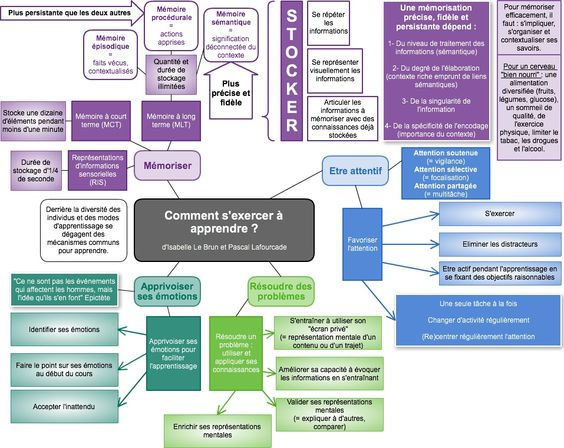 Plus persistante que les deux autres
Mémoire
procédurale
=
actions
apprises
Mémoire
sémantique
=
signification
déconnectée du
contexte
Mémoire
épisodique
=
faits vécus,
contextualisés
Quantité et
durée de
stockage
illimitées
Plus
précise et
fidèle
Stocke une dizaine
d'éléments pendant
moins d'une minute
Mémoire à court
terme (MCT)
Mémoire à long
terme (MLT)
Durée de
stockage d'1/4
de seconde
Représentations
d'informations
sensorielles
(RIS)
Mémoriser
STOCKER
Se répéter
les
informations
Se représenter
visuellement les
informations
Articuler les
informations à
mémoriser avec des
connaissances déjà
stockées
Une mémorisation
précise, fidèle et
persistante dépend :
1- Du niveau de traitement des
informations (sémantique)
2- Du degré de l'élaboration
(contexte riche emprunt de liens
sémantiques)
3- De la singularité de
l'information
4- De la spécificité de l'encodage
(importance du contexte)
Pour mémoriser
efficacement, il
faut : s'impliquer,
s'organiser et
contextualiser ses
savoirs.
Pour un cerveau
"bien nourri" : une
alimentation
diversifiée (fruits,
légumes, glucose),
un sommeil de
qualité, de
l'exercice
physique, limiter le
tabac, les drogues
et l'alcool.
Etre attentif
Attention soutenue
(= vigilance)
Attention sélective
(= focalisation)
Attention partagée
(= multitâche)
Favoriser
l'attention
S'exercer
Eliminer les distracteurs
Etre actif pendant l'apprentissage en
se fixant des objectifs raisonnables
Une seule tâche à la fois
Changer d'activité régulièrement
(Re)centrer régulièrement l'attention
Derrière la diversité des
individus et des modes
d'apprentissage se
dégagent des
mécanismes communs
pour apprendre.
Comment s'exercer à
apprendre ?
d'Isabelle Le Brun et Pascal Lafourcade
"Ce ne sont pas les événements
qui affectent les hommes, mais
l'idée qu'ils s'en font" Epictète
Apprivoiser
ses émotions
Identifier ses émotions
Faire le point sur ses émotions
au début du cours
Accepter l'inattendu
Apprivoiser ses
émotions pour
faciliter
l'apprentissage
Résoudre des
problèmes
Résoudre un
problème :
utiliser et
appliquer ses
connaissances
S'entraîner à utiliser son
"écran privé"
(= représentation mentale d'un
contenu ou d'un trajet)
Améliorer sa capacité à évoquer
les informations en s'entraînant
Valider ses représentations
mentales
(= expliquer à d'autres,
comparer)
Enrichir ses représentations
mentales